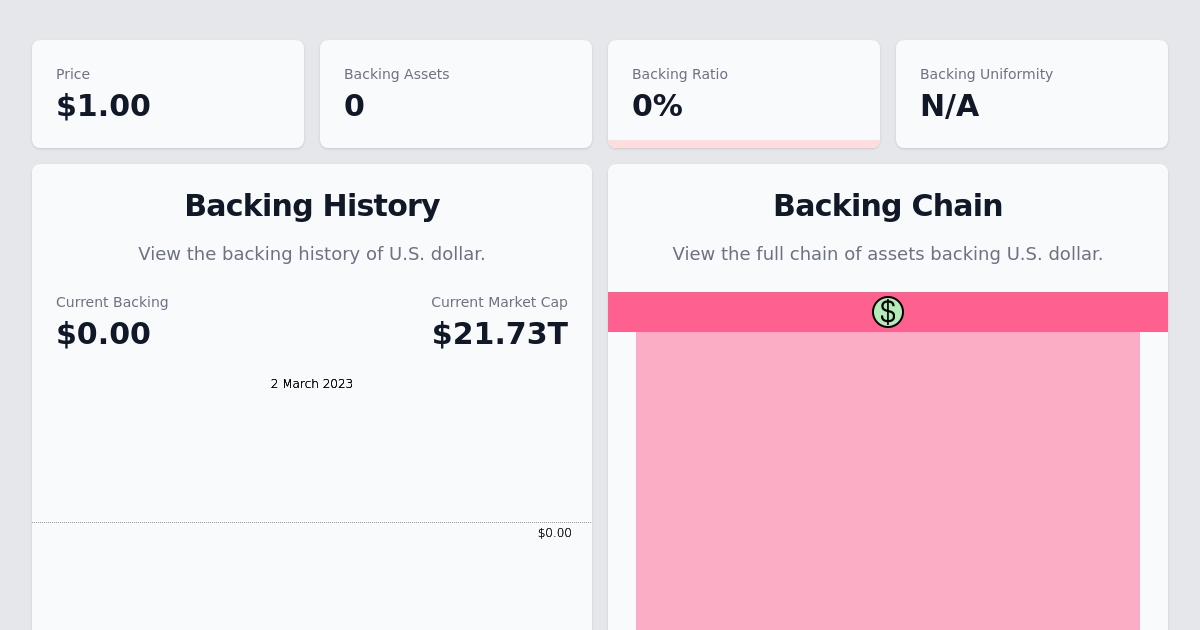 Price
$1.00
Backing Assets
0
Backing Ratio
0%
Backing Uniformity
N/A
Backing History
View the backing history of U.S. dollar.
Current Backing
$0.00
Current Market Cap
$21.73T
2 March 2023
$0.00
Backing Chain
View the full chain of assets backing U.S. dollar.
$